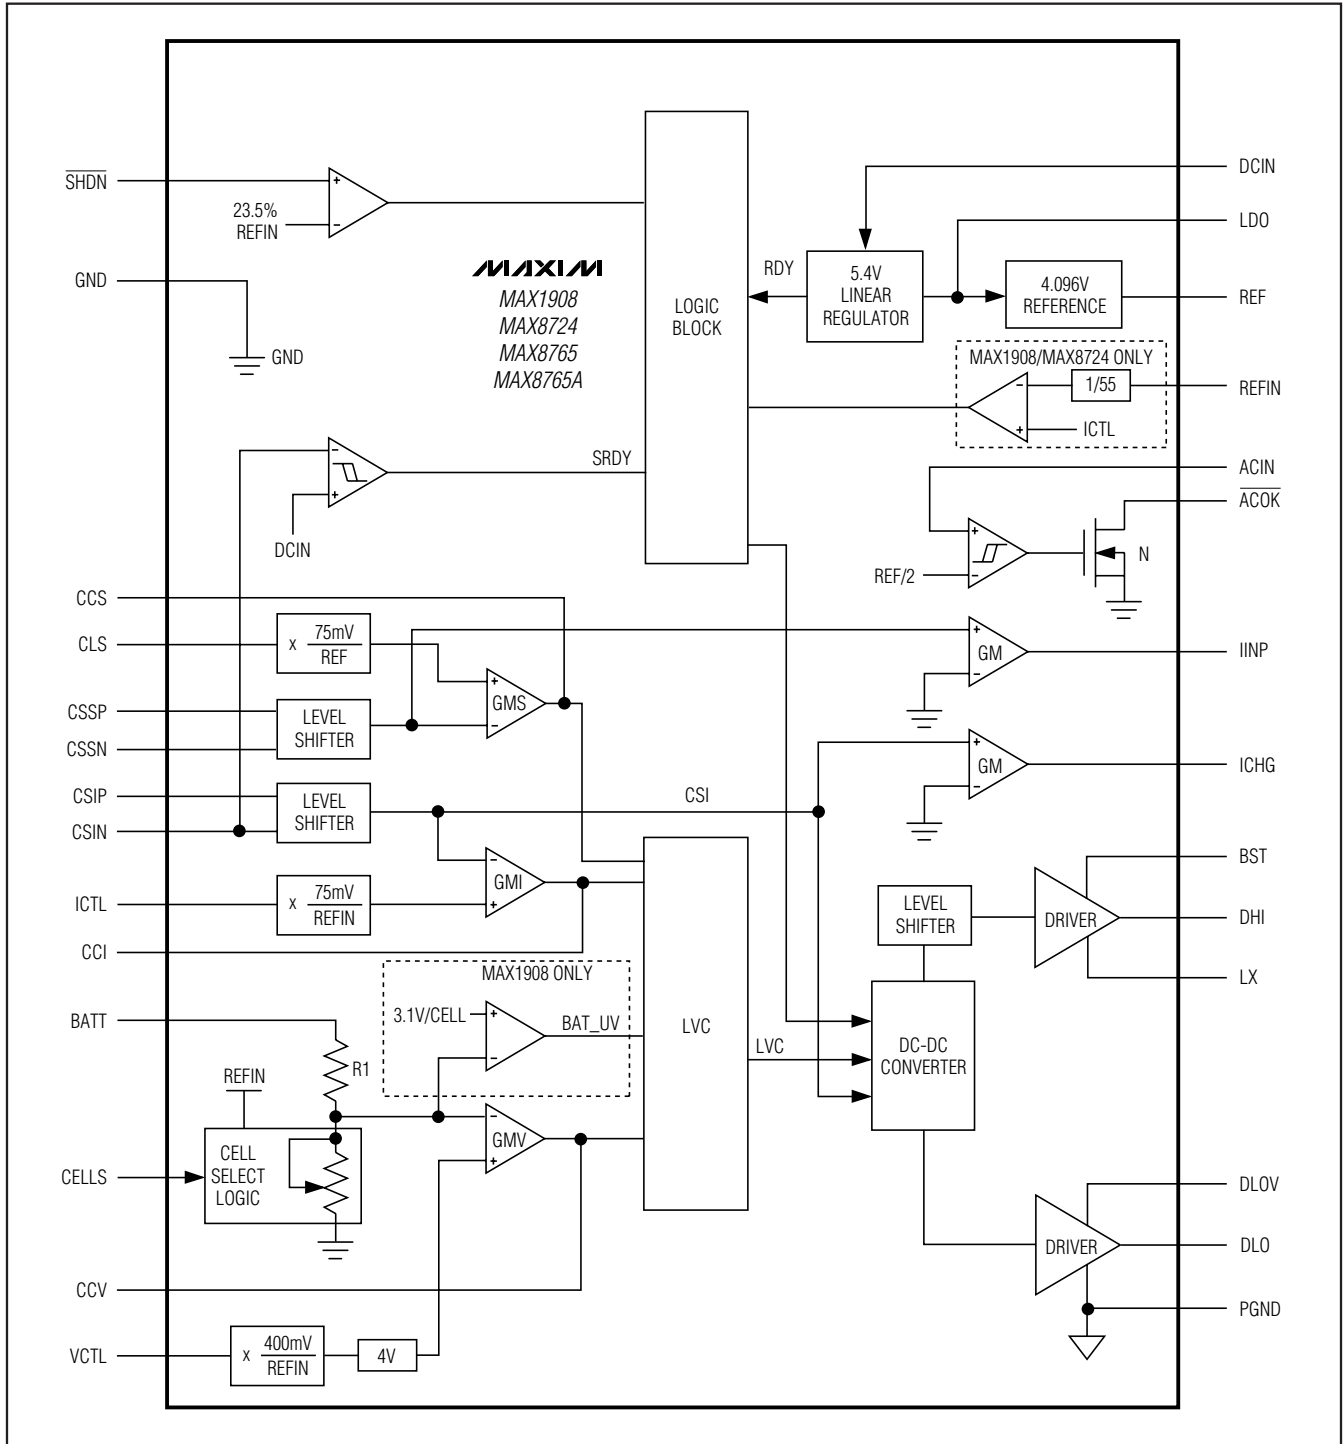 SHDN
23.5%
REFIN
+
-
GND
GND
MAXIM
MAX1908
MAX8724
MAX8765
MAX8765A
LOGIC
BLOCK
RDY
5.4V
LINEAR
REGULATOR
4.096V
REFERENCE
DCIN
LDO
REF
MAX1908/MAX8724 ONLY
-
1/55
+
ICTL
REFIN
-
+
DCIN
SRDY
ACIN
ACOK
+
-
REF/2
N
CCS
CLS
x 75mV
REF
CSSP
CSSN
LEVEL
SHIFTER
+
GMS
-
+
GM
-
IINP
CSIP
CSIN
LEVEL
SHIFTER
CSI
+
GM
-
ICHG
-
GMI
+
ICTL
x 75mV
REFIN
CCI
LEVEL
SHIFTER
DRIVER
BST
DHI
LX
MAX1908 ONLY
3.1V/CELL
+
-
BAT_UV
LVC
LVC
DC-DC
CONVERTER
BATT
R1
REFIN
CELLS
CELL
SELECT
LOGIC
-
GMV
+
CCV
VCTL
x 400mV
REFIN
4V
DRIVER
DLOV
DLO
PGND